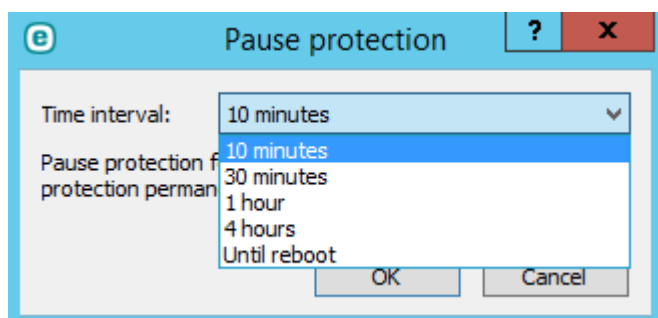 e Pause protection ? x
Time interval: 10 minutes
10 minutes
Pause protection f
30 minutes
protection perman
1 hour
4 hours
Until reboot
OK Cancel